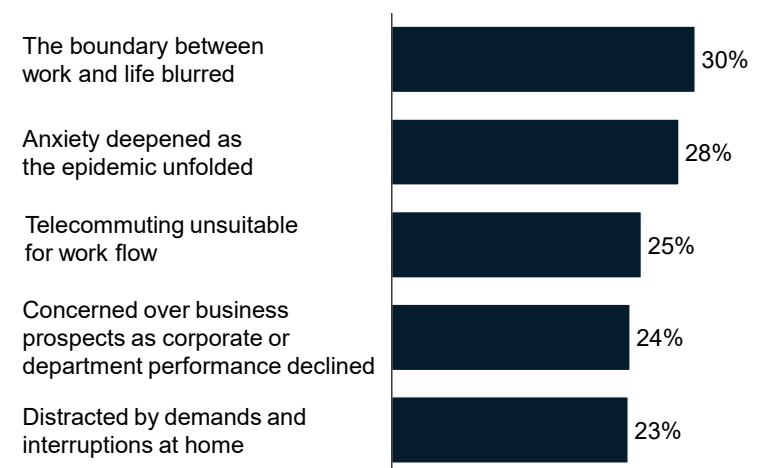 The boundary between
work and life blurred
30%
Anxiety deepened as
the epidemic unfolded
28%
Telecommuting unsuitable
for work flow
25%
Concerned over business
prospects as corporate or
department performance declined
24%
Distracted by demands and
interruptions at home
23%